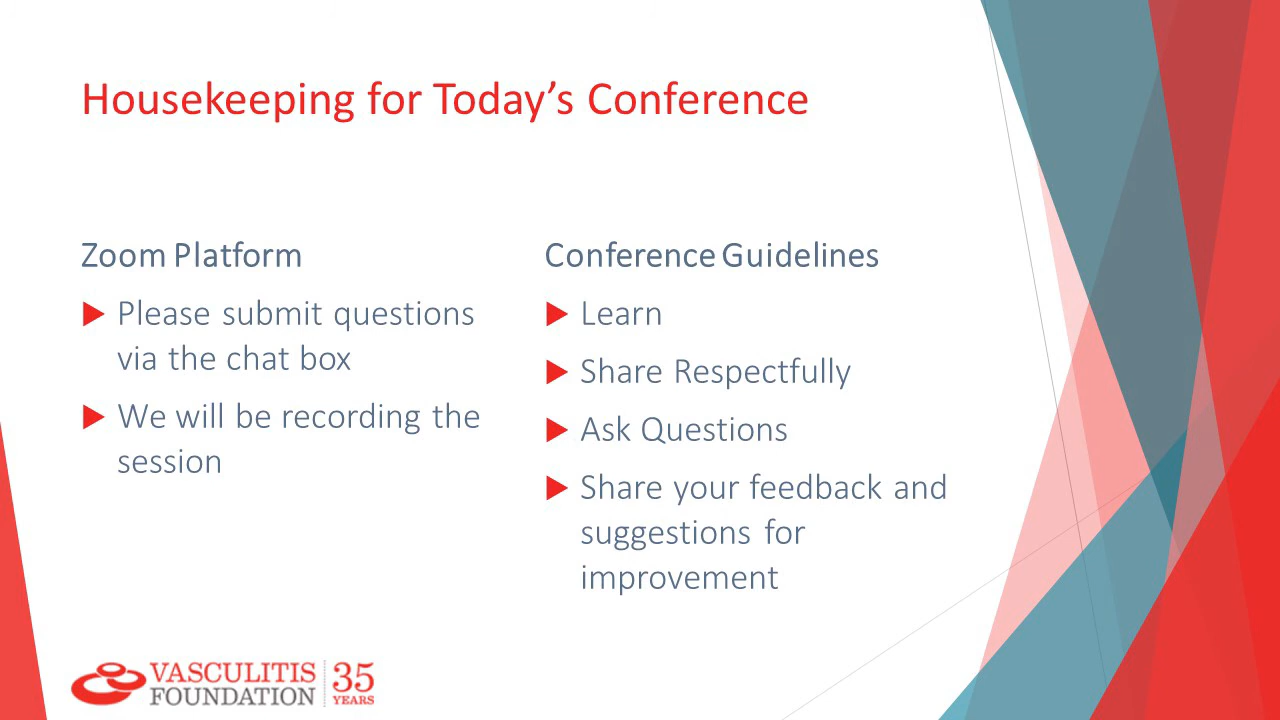 Housekeeping for Today’s Conference
Zoom Platform
Please submit questions
via the chat box
We will be recording the
session
Conference Guidelines
Learn
Share Respectfully
Ask Questions
Share your feedback and
suggestions for
improvement
VASCULITIS
FOUNDATION
35
YEARS